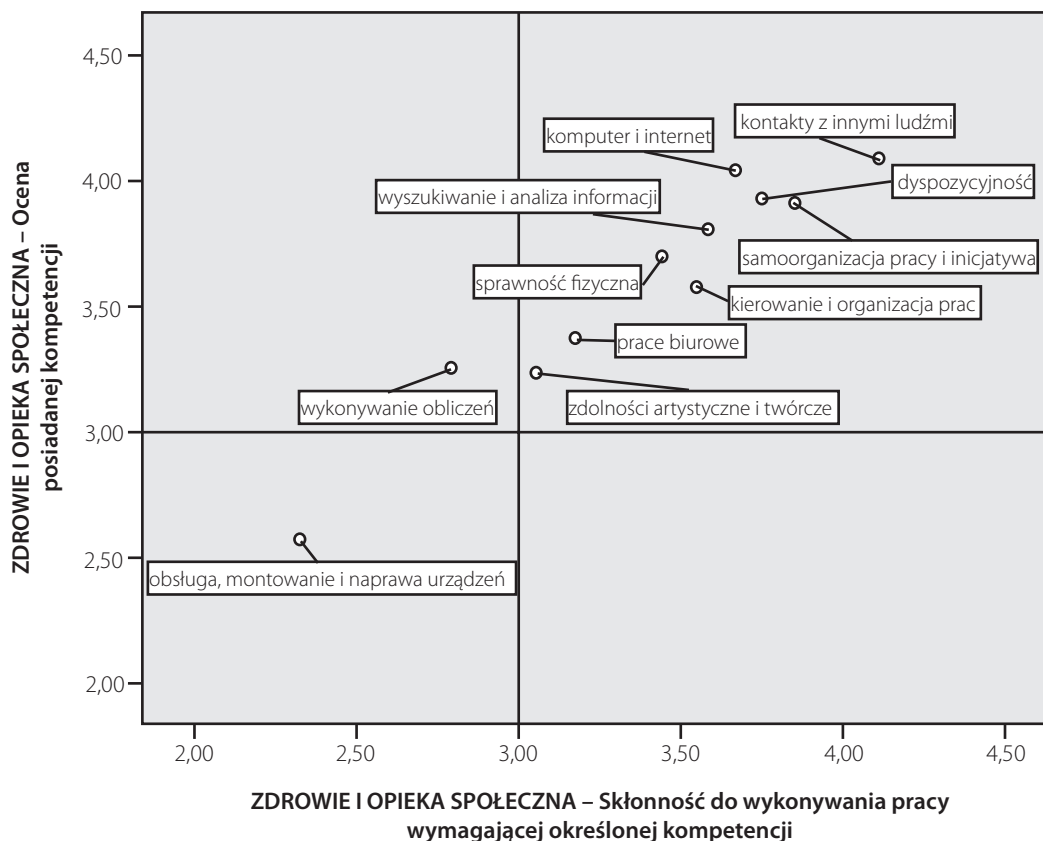 ZDROWIE I OPIEKA SPOŁECZNA – Ocena
posiadanej kompetencji
4,50
4,00
3,50
3,00
2,50
2,00
kontakty z innymi ludźmi
komputer i internet
dyspozycyjność
wyszukiwanie i analiza informacji
samoorganizacja pracy i inicjatywa
sprawność fizyczna
kierowanie i organizacja prac
prace biurowe
wykonywanie obliczeń
zdolności artystyczne i twórcze
obsługa, montowanie i naprawa urządzeń
2,00
2,50
3,00
3,50
4,00
4,50
ZDROWIE I OPIEKA SPOŁECZNA – Skłonność do wykonywania pracy
wymagającej określonej kompetencji